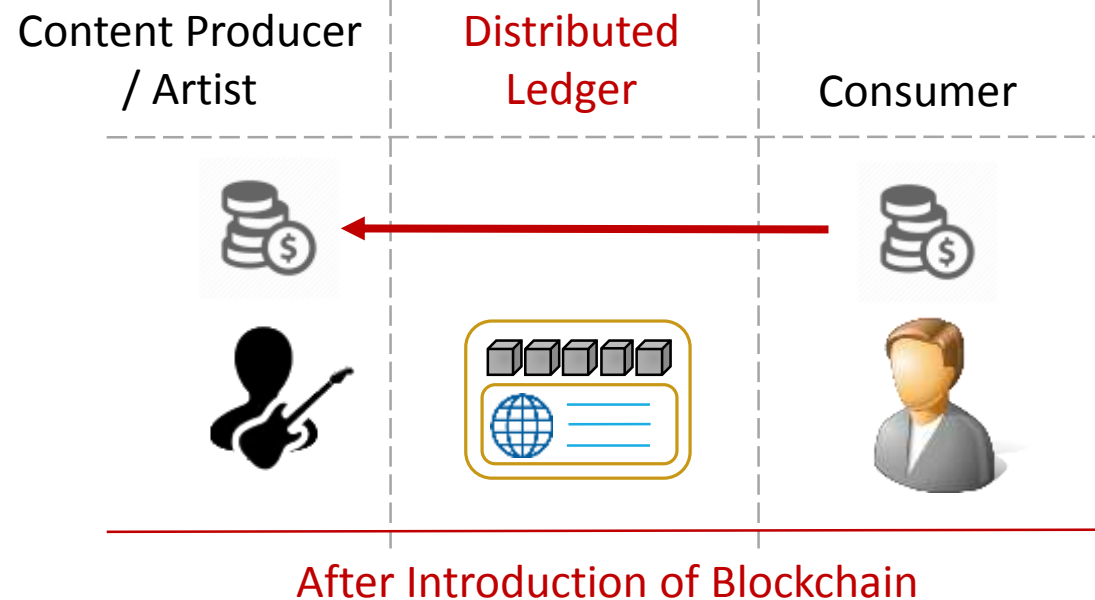 Content Producer
/ Artist
Distributed
Ledger
Consumer
$
$
After Introduction of Blockchain